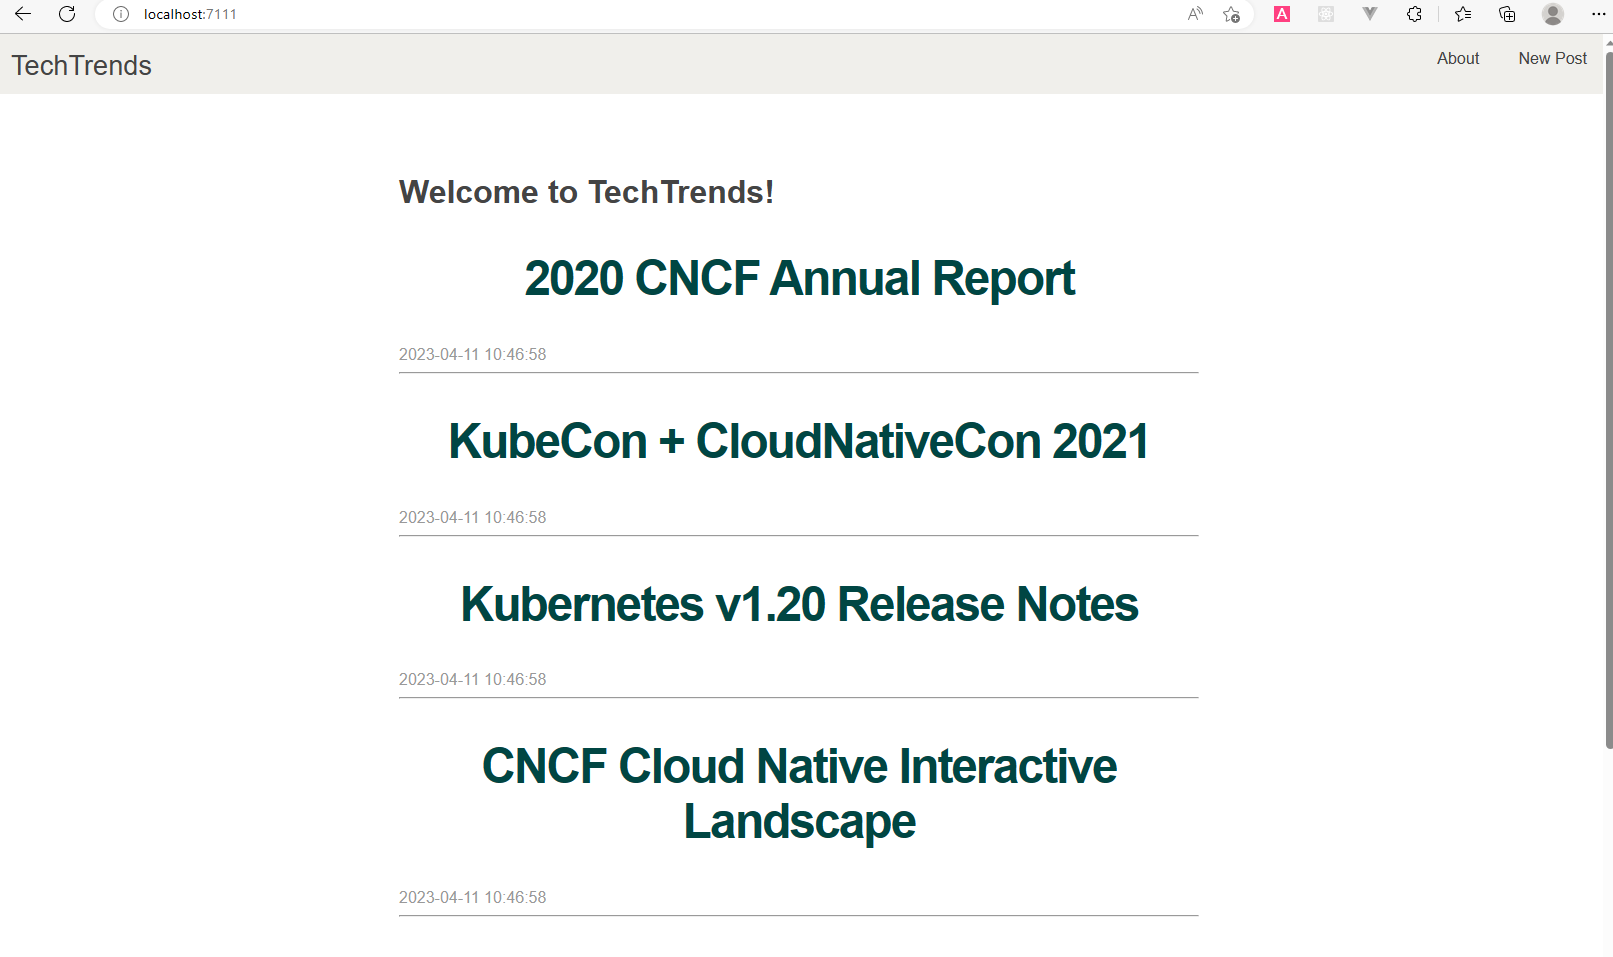 localhost:7111
A
TechTrends
About
New Post
Welcome to TechTrends!
2020 CNCF Annual Report
2023-04-11 10:46:58
KubeCon + CloudNativeCon 2021
2023-04-11 10:46:58
Kubernetes v1.20 Release Notes
2023-04-11 10:46:58
CNCF Cloud Native Interactive
Landscape
2023-04-11 10:46:58